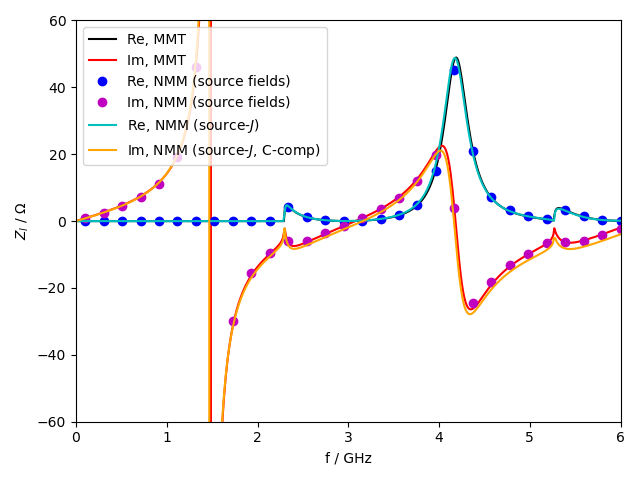 60
40
20
0
−20
−40
−60
Z_l / Ω
Re, MMT
Im, MMT
Re, NMM (source fields)
Im, NMM (source fields)
Re, NMM (source-J)
Im, NMM (source-J, C-comp)
0 1 2 3 4 5 6
f / GHz